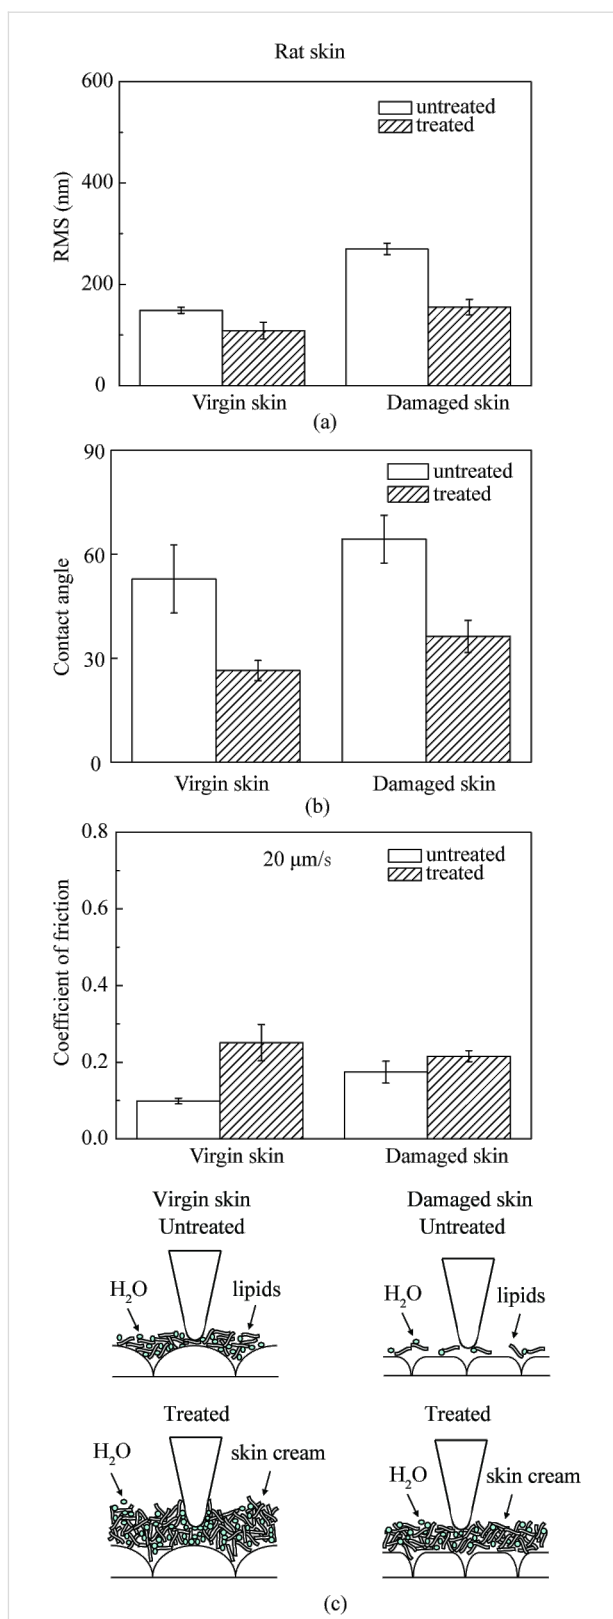 Rat skin
600
untreated
treated
400
RMS (nm)
200
0
Virgin skin Damaged skin
(a)
90
untreated
treated
60
Contact angle
30
0
Virgin skin Damaged skin
(b)
0.8
20 μm/s
untreated
treated
0.6
Coefficient of friction
0.4
0.2
0.0
Virgin skin Damaged skin
Virgin skin Damaged skin
Untreated Untreated
H₂O lipids H₂O lipids
Treated Treated
H₂O skin cream H₂O skin cream
(c)